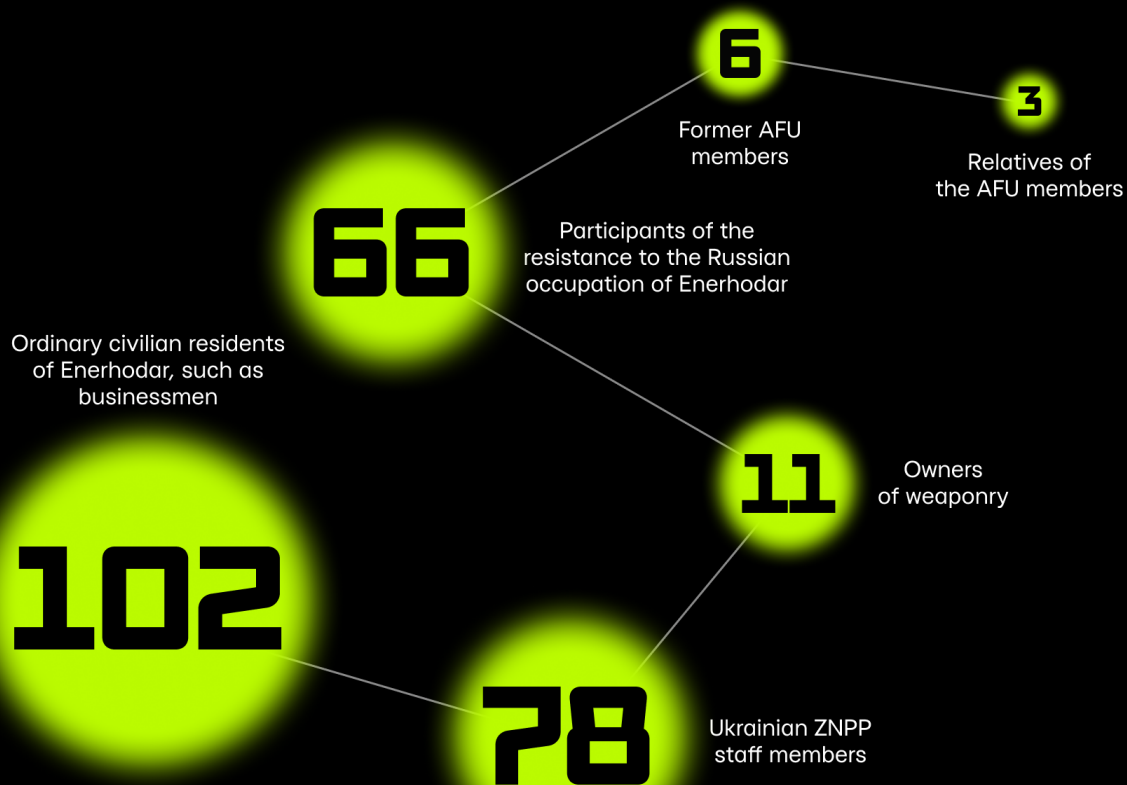 6
Former AFU
members
3
Relatives of
the AFU members
66
Participants of the
resistance to the Russian
occupation of Enerhodar
Ordinary civilian residents
of Enerhodar, such as
businessmen
102
11
Owners
of weaponry
78
Ukrainian ZNPP
staff members